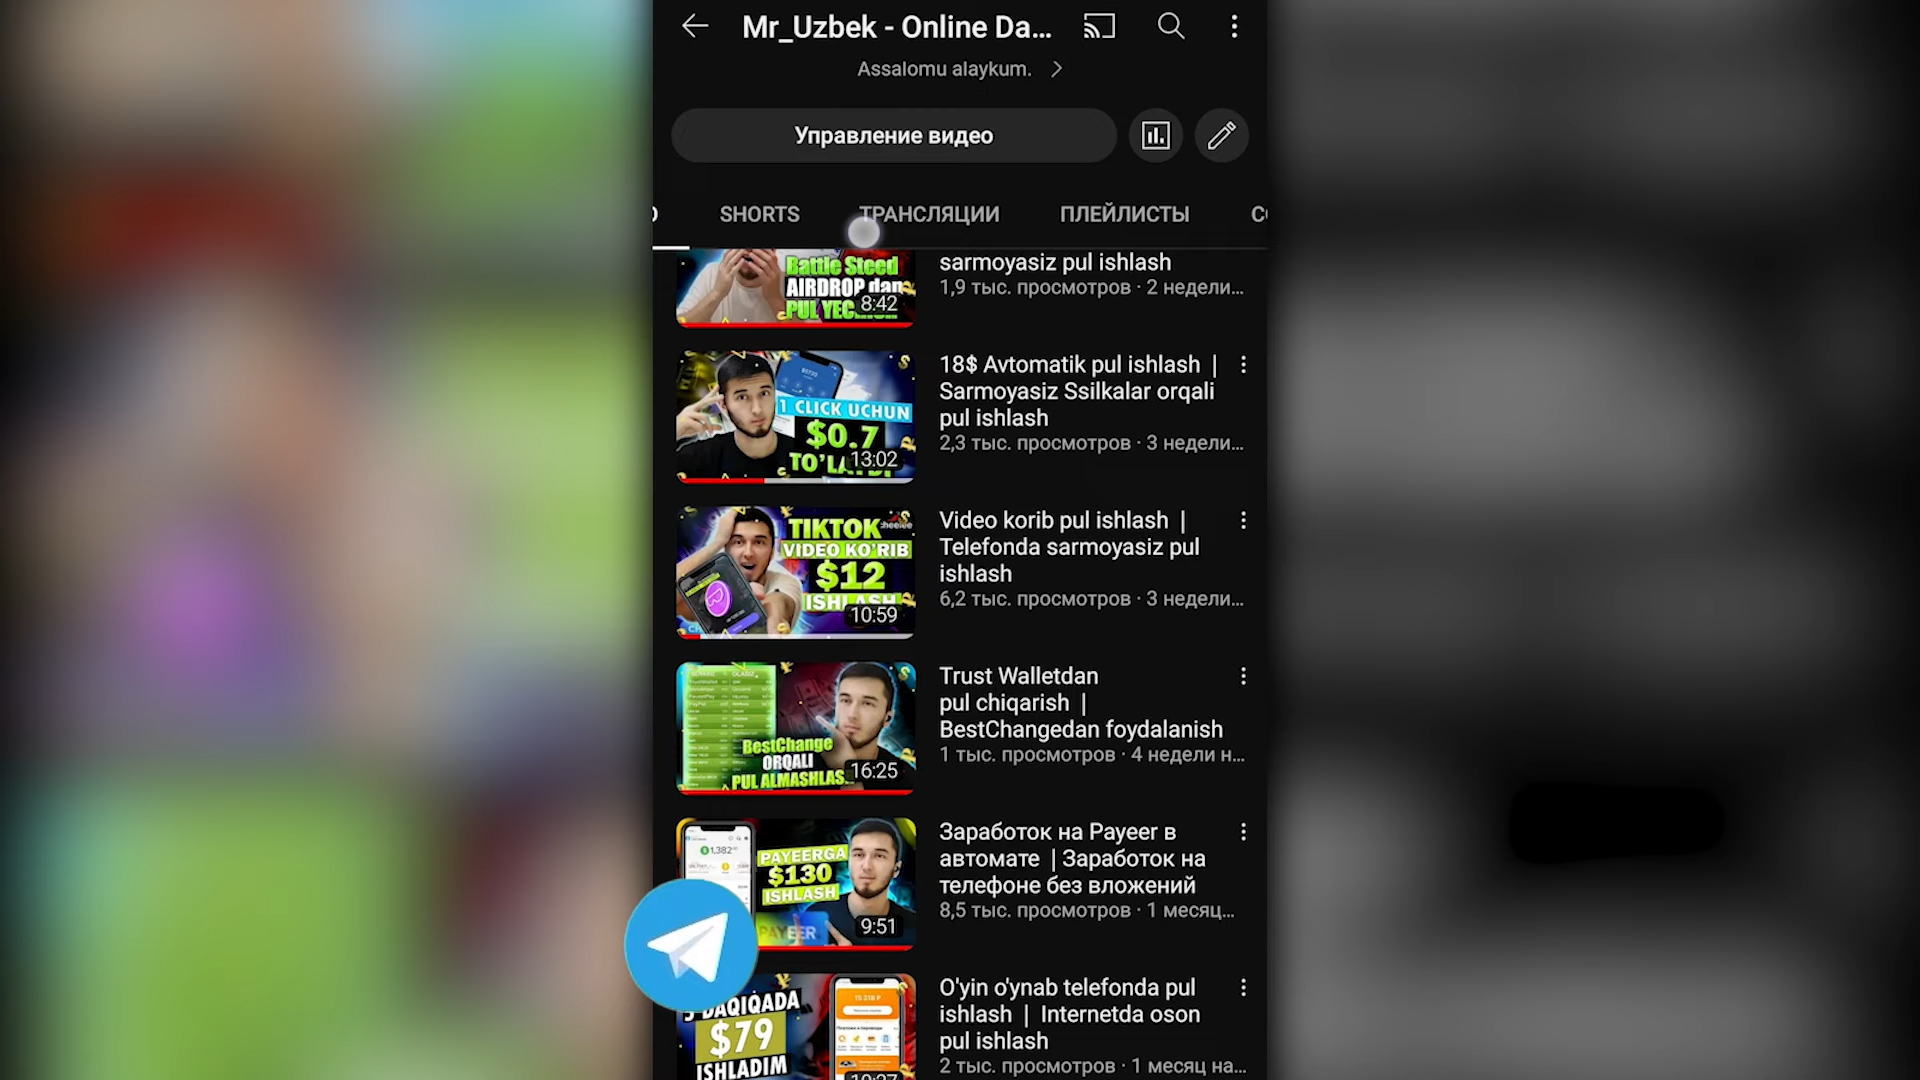 Mr_Uzbek - Online Da...
Assalomu alaykum.
Управление видео
SHORTS
ТРАНСЛЯЦИИ
ПЛЕЙЛИСТЫ
Battle Steed
AIRDROP dan
8:42
sarmoyasiz pul ishlash
1,9 тыс. просмотров · 2 недели...
1 CLICK UCHUN
$0.7
13:02
18$ Avtomatik pul ishlash |
Sarmoyasiz Ssilkalar orqali
pul ishlash
2,3 тыс. просмотров · 3 недели...
TIKTOK
VIDEO KO'RIB
$12
10:59
Video korib pul ishlash |
Telefonda sarmoyasiz pul
ishlash
6,2 тыс. просмотров · 3 недели...
BestChange
ORQALI
PUL ALMASHLAS
16:25
Trust Walletdan
pul chiqarish |
BestChangedan foydalanish
1 тыс. просмотров · 4 недели н...
$1,382
PAYEERGA
$130
ISHLASH
9:51
Заработок на Payeer в
автомате | Заработок на
телефоне без вложений
8,5 тыс. просмотров · 1 месяц...
DAQIQADA
$79
ISHLADIM
O'yin o'ynab telefonda pul
ishlash | Internetda oson
pul ishlash
2 тыс. просмотров · 1 месяц на...